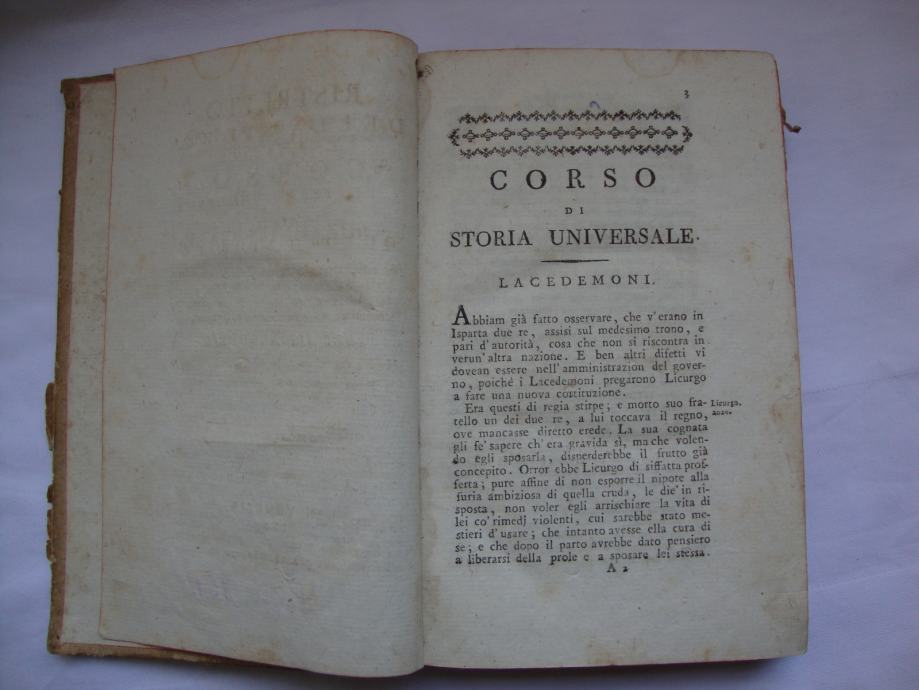 3
CORSO
DI
STORIA UNIVERSALE.
LACEDEMONI.
Abbiam già fatto osservare, che v'erano in
Isparta due re, assisi sul medesimo trono, e
pari d'autorità, cosa che non si riscontra in
verun'altra nazione. E ben altri difetti vi
dovean essere nell'amministrazion del gover-
no, poiché i Lacedemoni pregarono Licurgo
a fare una nuova costituzione.
Era questi di regia stirpe; e morto suo fra- Licurgo.
tello un dei due re, a lui toccava il regno,
ove mancasse diretto erede. La sua cognata
gli fe' sapere ch'era gravida sì, ma che volen-
do egli sposarla, disperderebbe il frutto già
concepito. Orror ebbe Licurgo di siffatta prof-
ferta; pure affine di non esporre il nipote alla
furia ambiziosa di quella cruda, le die' in ri-
sposta, non voler egli arrischiare la vita di
lei co' rimedj violenti, cui sarebbe stato me-
stieri d'usare; che intanto avesse ella cura di
se; e che dopo il parto avrebbe dato pensiero
a liberarsi della prole e a sposare lei stessa.
A 2